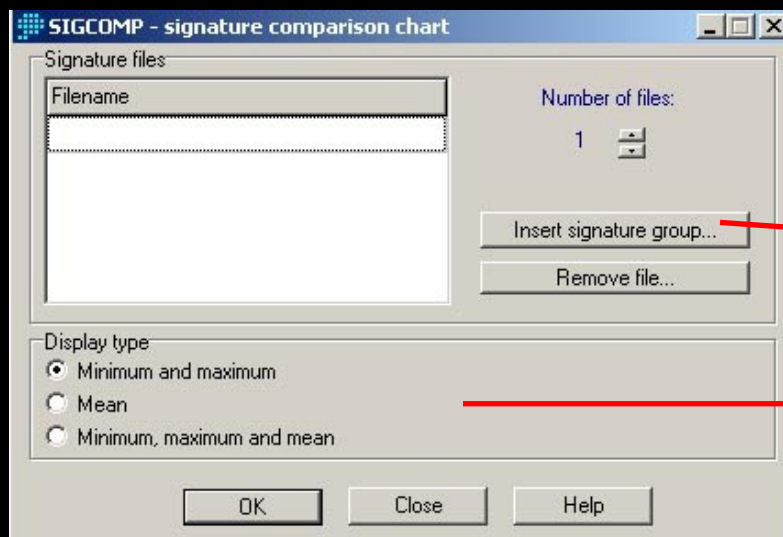 SIGCOMP - signature comparison chart
Signature files
Filename
Number of files:
1
Insert signature group...
Remove file...
Display type
Minimum and maximum
Mean
Minimum, maximum and mean
OK Close Help